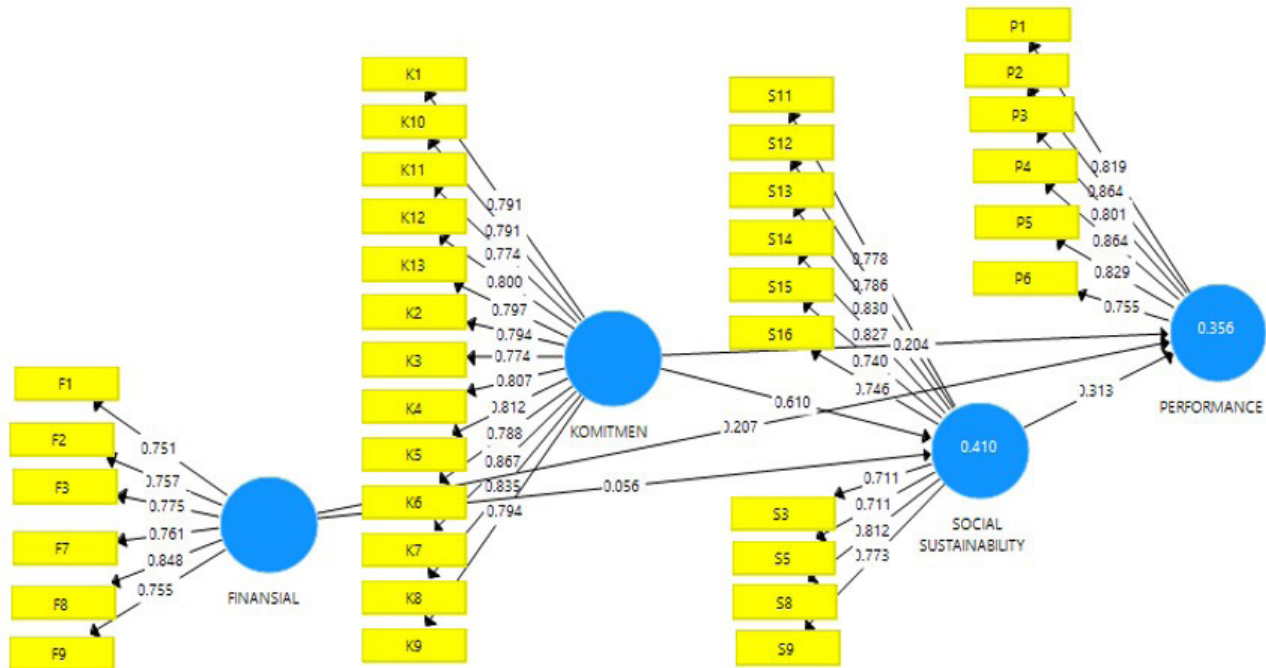 F1
F2
F3
F7
F8
F9
0.751
0.757
0.775
0.761
0.848
0.755
FINANSIAL
K1
K10
K11
K12
K13
K2
K3
K4
K5
K6
K7
K8
K9
0.791
0.791
0.774
0.800
0.797
0.794
0.774
0.807
0.812
0.788
0.867
0.835
0.794
KOMITMEN
0.204
0.610
0.207
0.056
S11
S12
S13
S14
S15
S16
0.778
0.786
0.830
0.827
0.740
0.746
0.410
SOCIAL
SUSTAINABILITY
0.711
0.711
0.812
0.773
S3
S5
S8
S9
0.313
P1
P2
P3
P4
P5
P6
0.819
0.864
0.801
0.864
0.829
0.755
0.356
PERFORMANCE